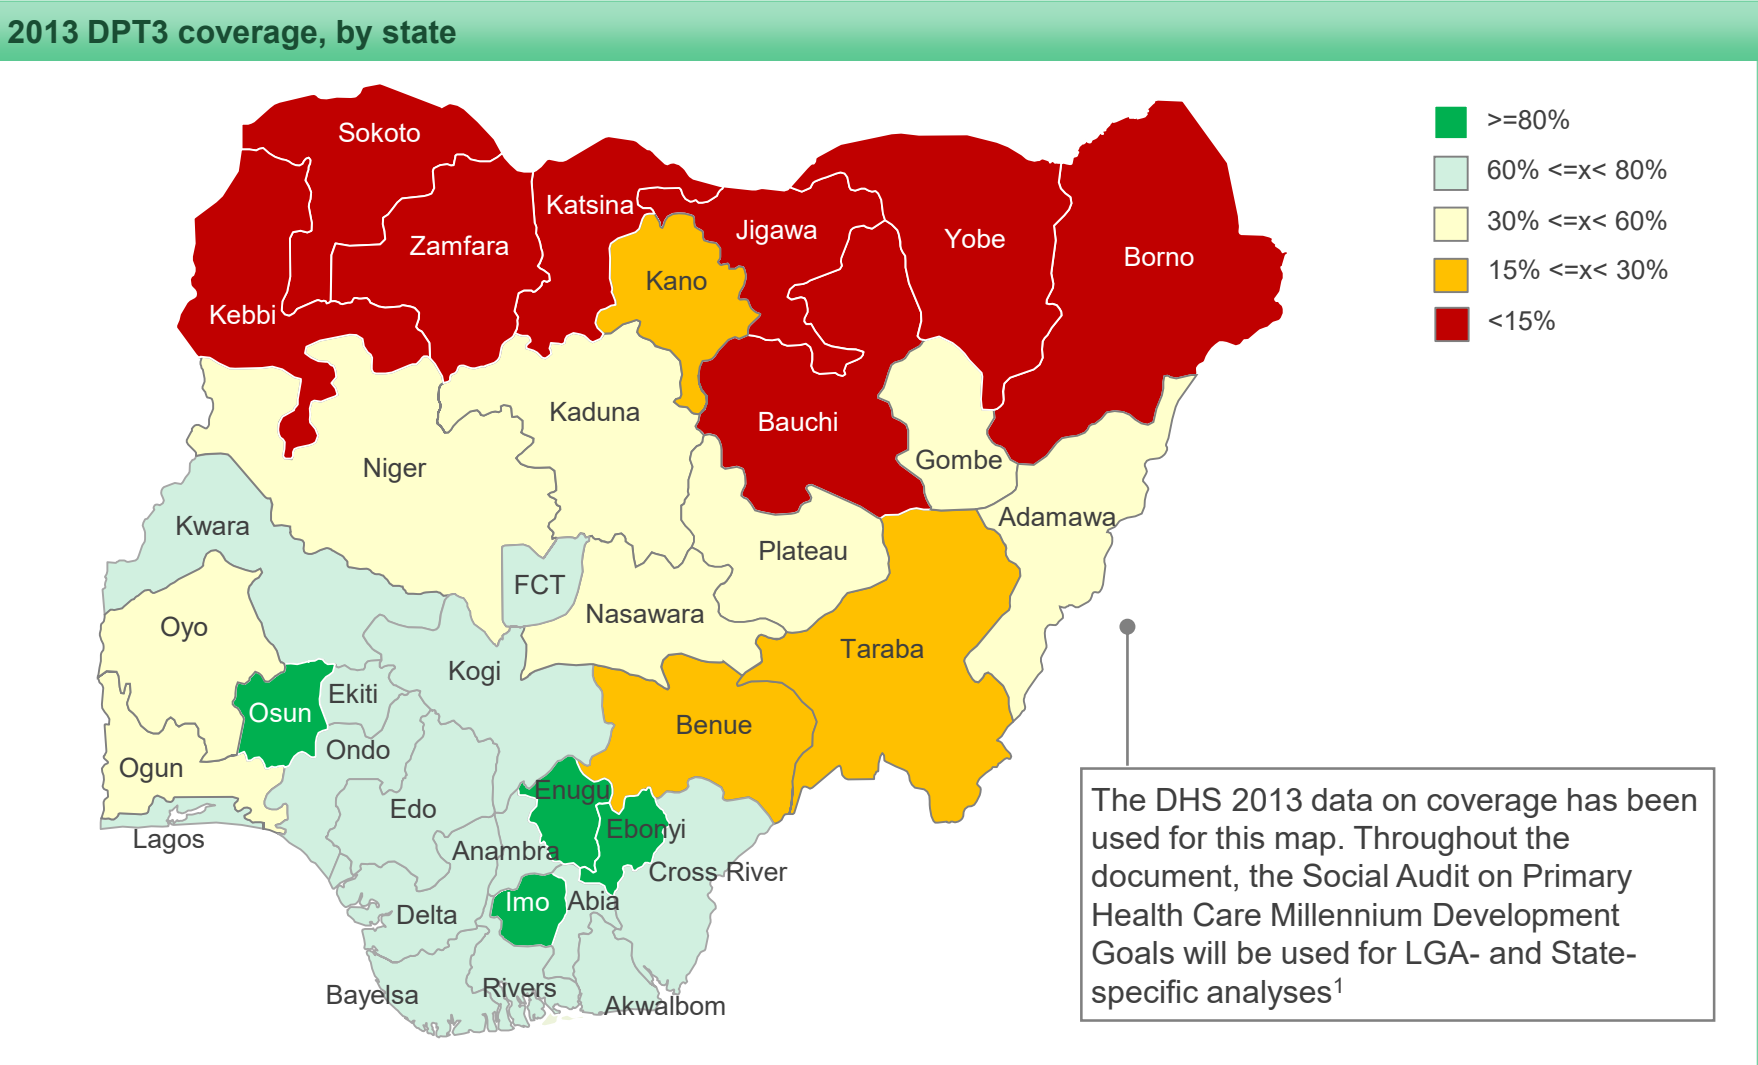 2013 DPT3 coverage, by state
Sokoto
>=80%
60% <=x< 80%
Katsina
Jigawa
30% <=x< 60%
Zamfara
Yobe
Borno
15% <=x< 30%
Kano
Kebbi
<15%
Kaduna
Bauchi
Niger
Gombe
Kwara
Adamawa
Plateau
FCT
Nasawara
Oyo
Taraba
Kogi
Ekiti
Osun
Benue
Ondo
Ogun
Enugu
Edo
Ebonyi
Lagos
Anambra
Cross River
Imo
Abia
Delta
Rivers
Bayelsa
Akwalbom
The DHS 2013 data on coverage has been
used for this map. Throughout the
document, the Social Audit on Primary
Health Care Millennium Development
Goals will be used for LGA- and State-
specific analyses1